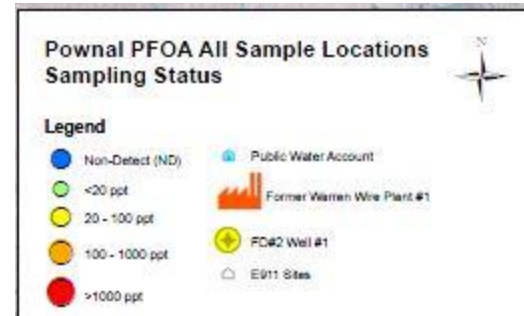 Pownal PFOA All Sample Locations
Sampling Status
N
Legend
Non-Detect (ND)
<20 ppt
20 - 100 ppt
100 - 1000 ppt
>1000 ppt
Public Water Account
Former Warren Wire Plant #1
FD#2 Well #1
E911 Sites